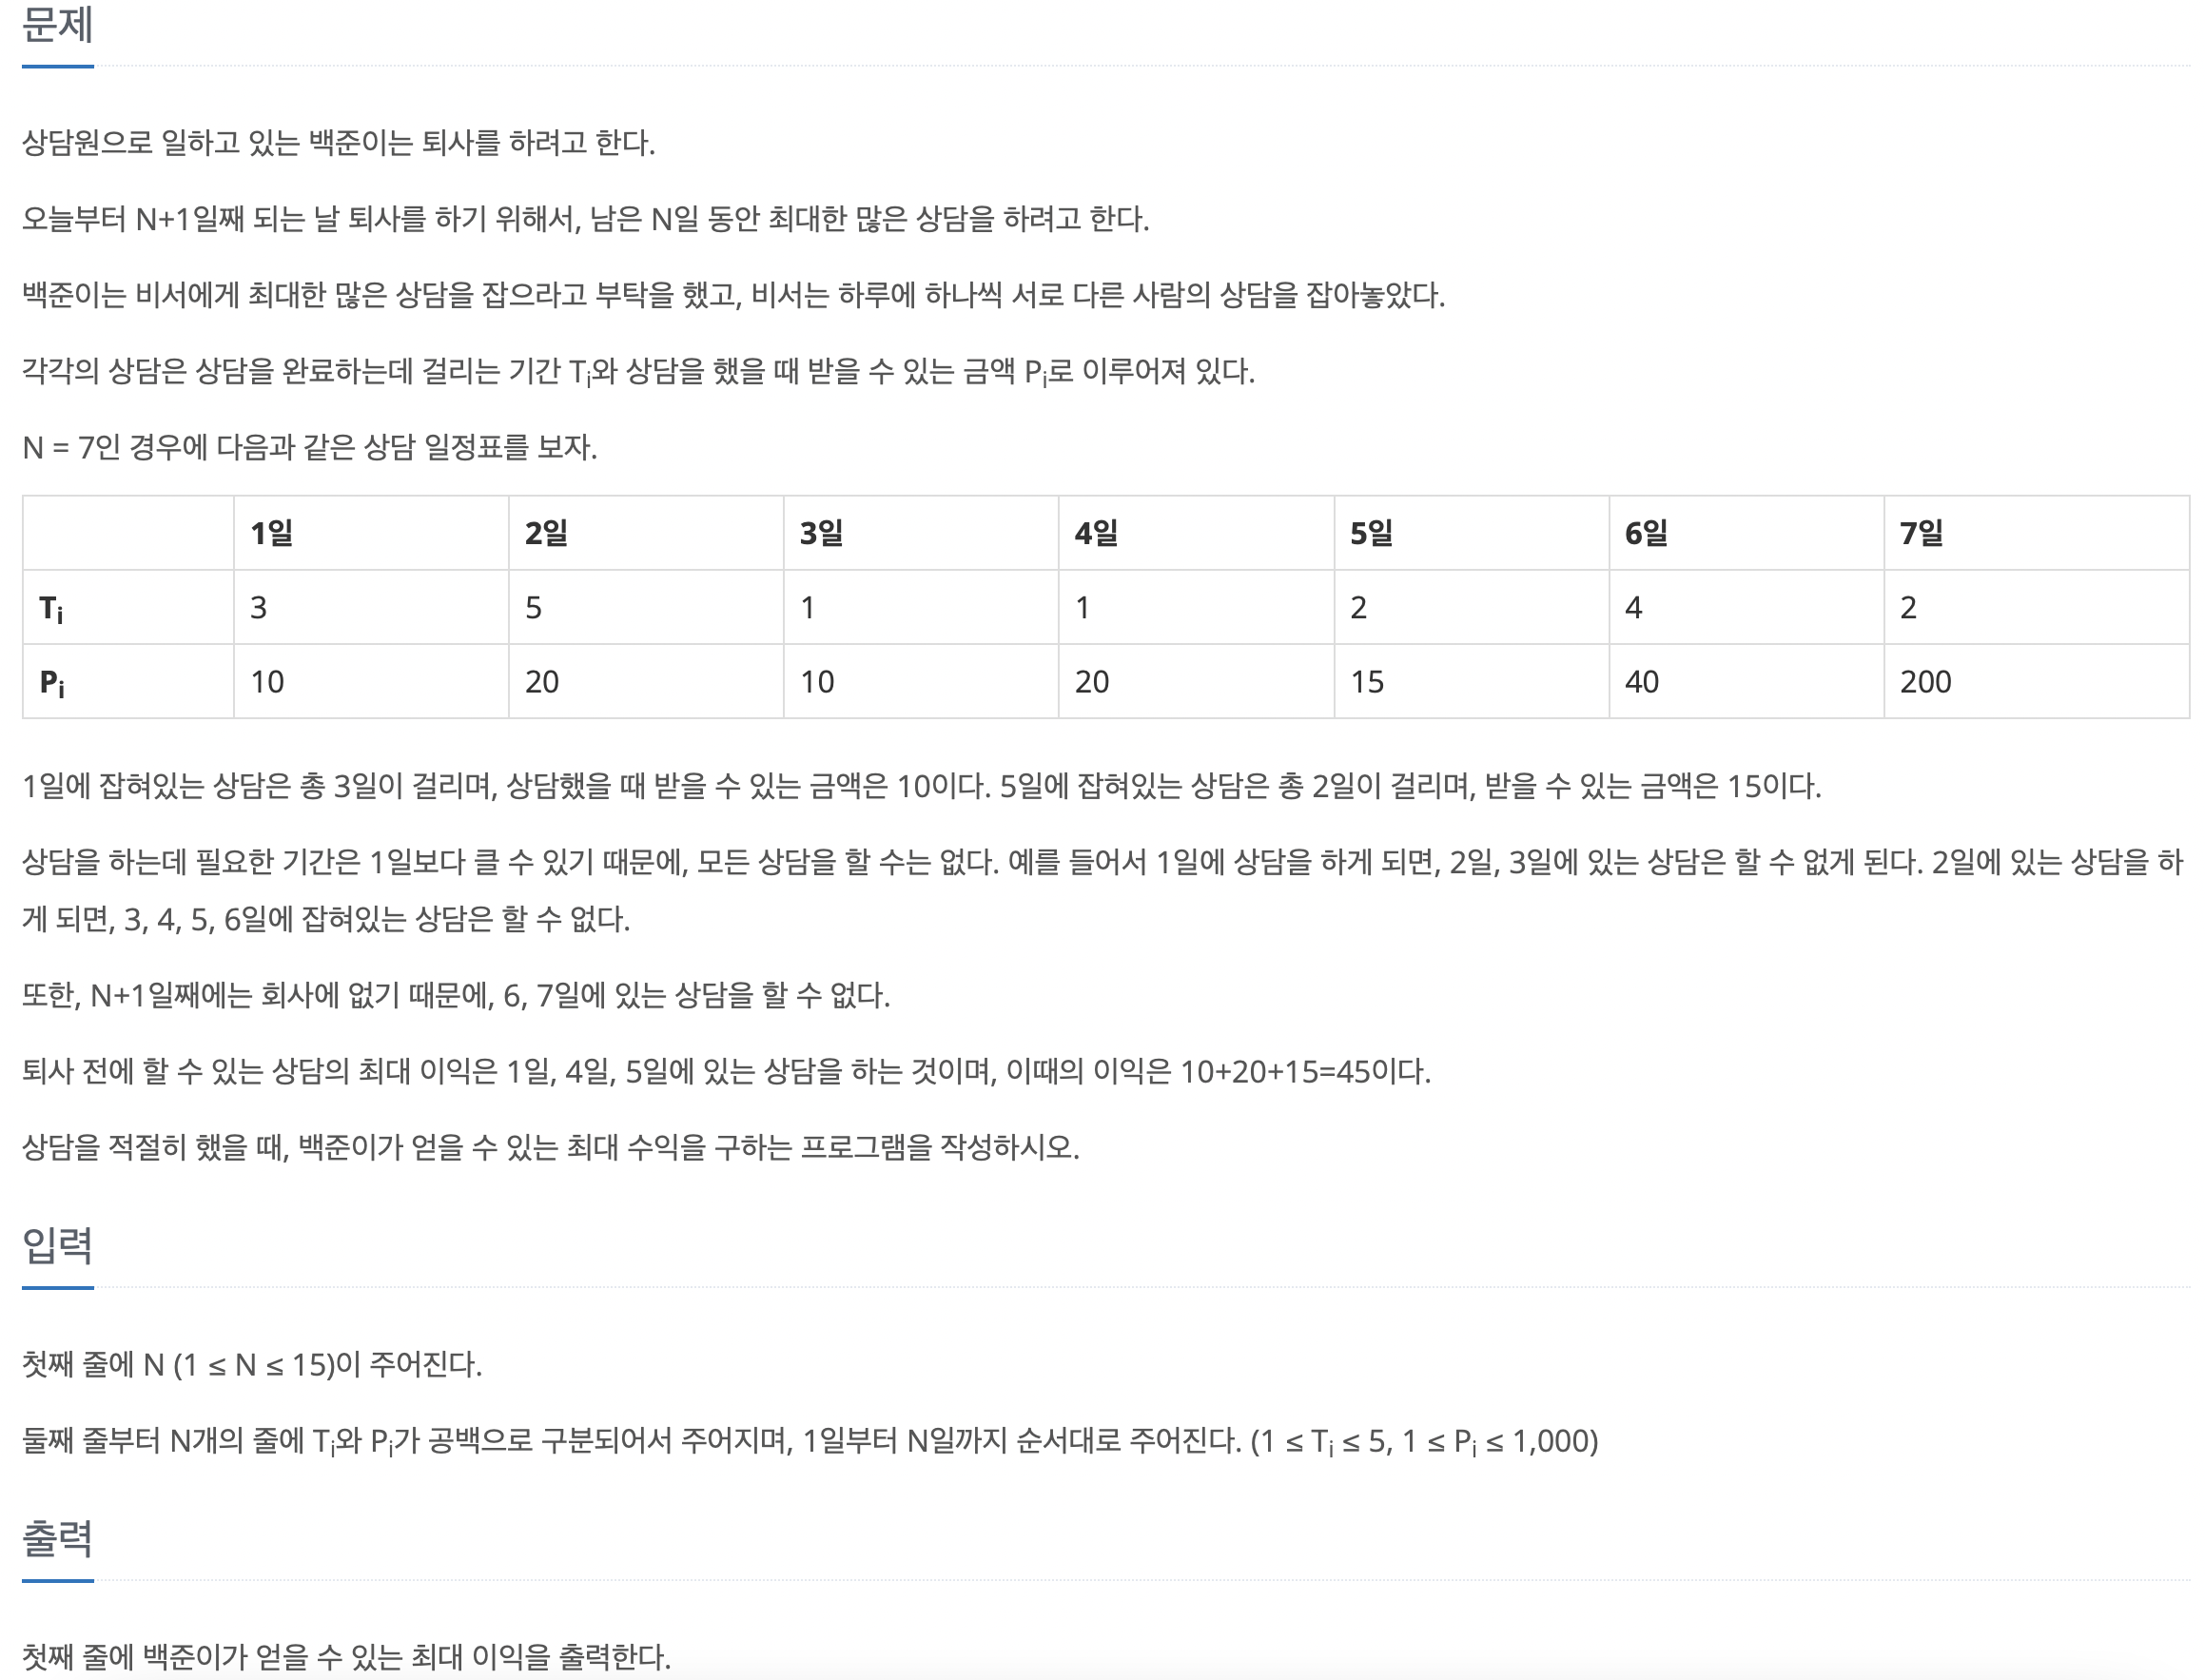 문제
상담원으로 일하고 있는 백준이는 퇴사를 하려고 한다.
오늘부터 N+1일째 되는 날 퇴사를 하기 위해서, 남은 N일 동안 최대한 많은 상담을 하려고 한다.
백준이는 비서에게 최대한 많은 상담을 잡으라고 부탁을 했고, 비서는 하루에 하나씩 서로 다른 사람의 상담을 잡아놓았다.
각각의 상담은 상담을 완료하는데 걸리는 기간 Ti와 상담을 했을 때 받을 수 있는 금액 Pi로 이루어져 있다.
N = 7인 경우에 다음과 같은 상담 일정표를 보자.
1일 2일 3일 4일 5일 6일 7일
Ti 3 5 1 1 2 4 2
Pi 10 20 10 20 15 40 200
1일에 잡혀있는 상담은 총 3일이 걸리며, 상담했을 때 받을 수 있는 금액은 10이다. 5일에 잡혀있는 상담은 총 2일이 걸리며, 받을 수 있는 금액은 15이다.
상담을 하는데 필요한 기간은 1일보다 클 수 있기 때문에, 모든 상담을 할 수는 없다. 예를 들어서 1일에 상담을 하게 되면, 2일, 3일에 있는 상담은 할 수 없게 된다. 2일에 있는 상담을 하
게 되면, 3, 4, 5, 6일에 잡혀있는 상담은 할 수 없다.
또한, N+1일째에는 회사에 없기 때문에, 6, 7일에 있는 상담을 할 수 없다.
퇴사 전에 할 수 있는 상담의 최대 이익은 1일, 4일, 5일에 있는 상담을 하는 것이며, 이때의 이익은 10+20+15=45이다.
상담을 적절히 했을 때, 백준이가 얻을 수 있는 최대 수익을 구하는 프로그램을 작성하시오.
입력
첫째 줄에 N (1 ≤ N ≤ 15)이 주어진다.
둘째 줄부터 N개의 줄에 Ti와 Pi가 공백으로 구분되어서 주어지며, 1일부터 N일까지 순서대로 주어진다. (1 ≤ Ti ≤ 5, 1 ≤ Pi ≤ 1,000)
출력
첫째 줄에 백준이가 얻을 수 있는 최대 이익을 출력한다.